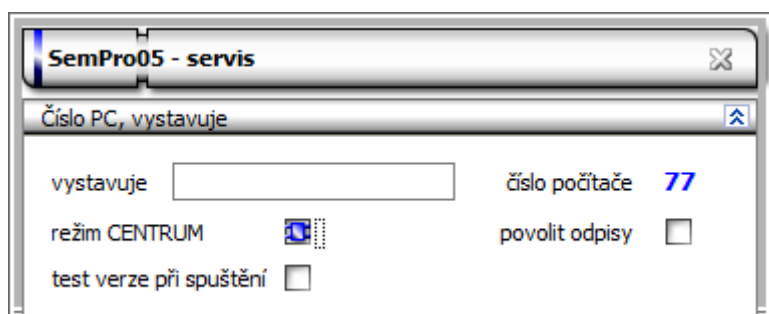 SemPro05 - servis
Číslo PC, vystavuje
vystavuje číslo počítače 77
režim CENTRUM povolit odpisy
test verze při spuštění